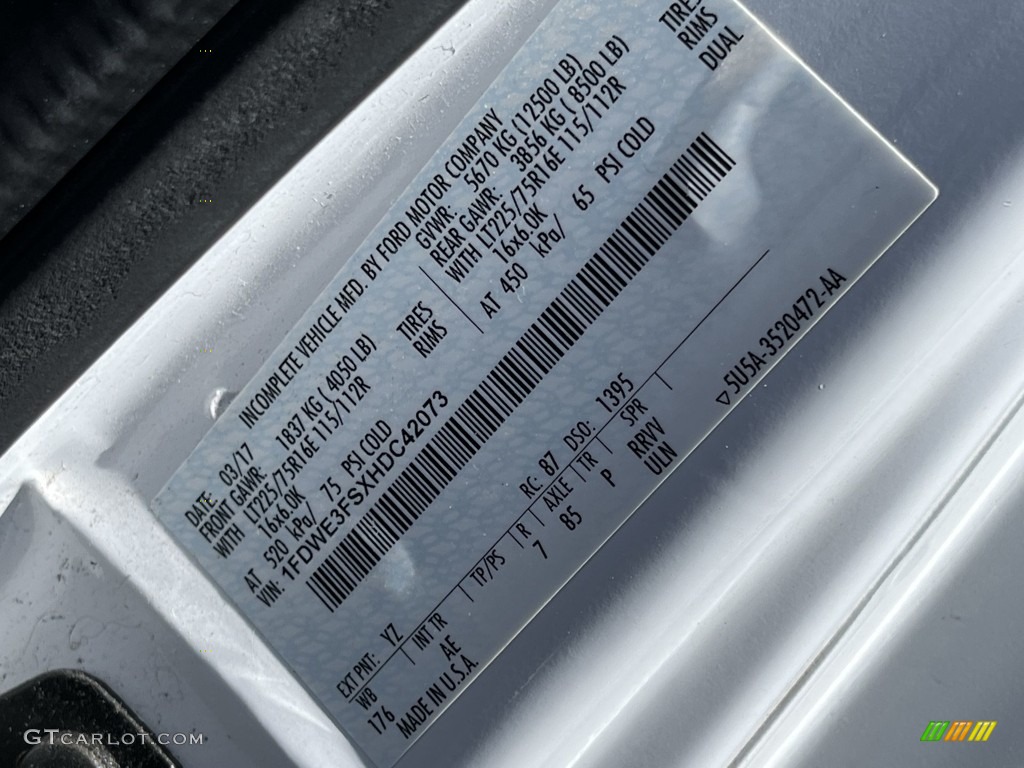 INCOMPLETE VEHICLE MFD. BY FORD MOTOR COMPANY
DATE: 03/17 GVWR: 5670 KG (12500 LB)
FRONT GAWR: 1837 KG ( 4050 LB) REAR GAWR: 3856 KG ( 8500 LB)
WITH LT225/75R16E 115/112R TIRES WITH LT225/75R16E 115/112R TIRES
16x6.0K RIMS 16x6.0K RIMS
AT 520 kPa/ 75 PSI COLD AT 450 kPa/ 65 PSI COLD DUAL
VIN: 1FDWE3FSXHDC42073
EXT PNT: YZ RC: 87 DSO: 1395
WB INT TR TP/PS R AXLE TR SPR
176 AE 7 85 P RRVV
MADE IN U.S.A. ULN
▽5U5A-3520472-AA
GTCARLOT.COM